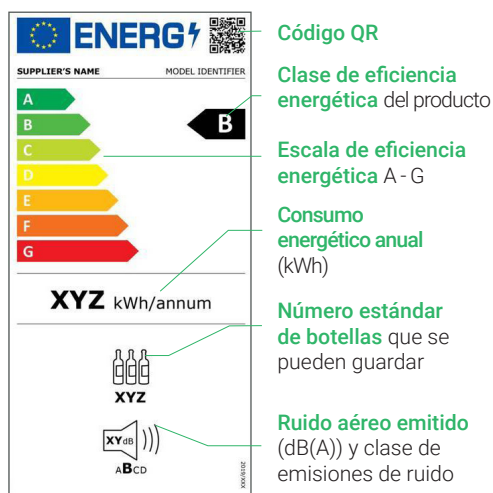 ENERG
SUPPLIER'S NAME MODEL IDENTIFIER
A
B
C
D
E
F
G
B
XYZ kWh/annum
XYZ
XYdB
ABCD
2019/XXX
Código QR
Clase de eficiencia
energética del producto
Escala de eficiencia
energética A - G
Consumo
energético anual
(kWh)
Número estándar
de botellas que se
pueden guardar
Ruido aéreo emitido
(dB(A)) y clase de
emisiones de ruido